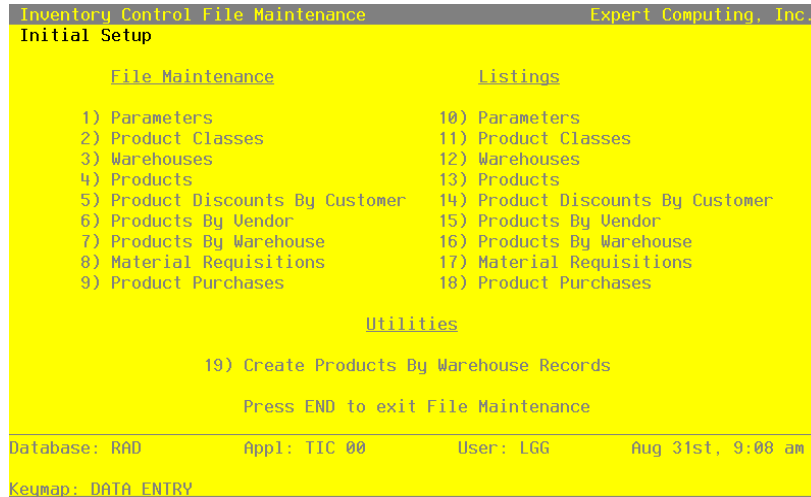 Inventory Control File Maintenance Expert Computing, Inc.
Initial Setup
File Maintenance Listings
1) Parameters 10) Parameters
2) Product Classes 11) Product Classes
3) Warehouses 12) Warehouses
4) Products 13) Products
5) Product Discounts By Customer 14) Product Discounts By Customer
6) Products By Vendor 15) Products By Vendor
7) Products By Warehouse 16) Products By Warehouse
8) Material Requisitions 17) Material Requisitions
9) Product Purchases 18) Product Purchases
Utilities
19) Create Products By Warehouse Records
Press END to exit File Maintenance
Database: RAD Appl: TIC 00 User: LGG Aug 31st, 9:08 am
Keymap: DATA ENTRY